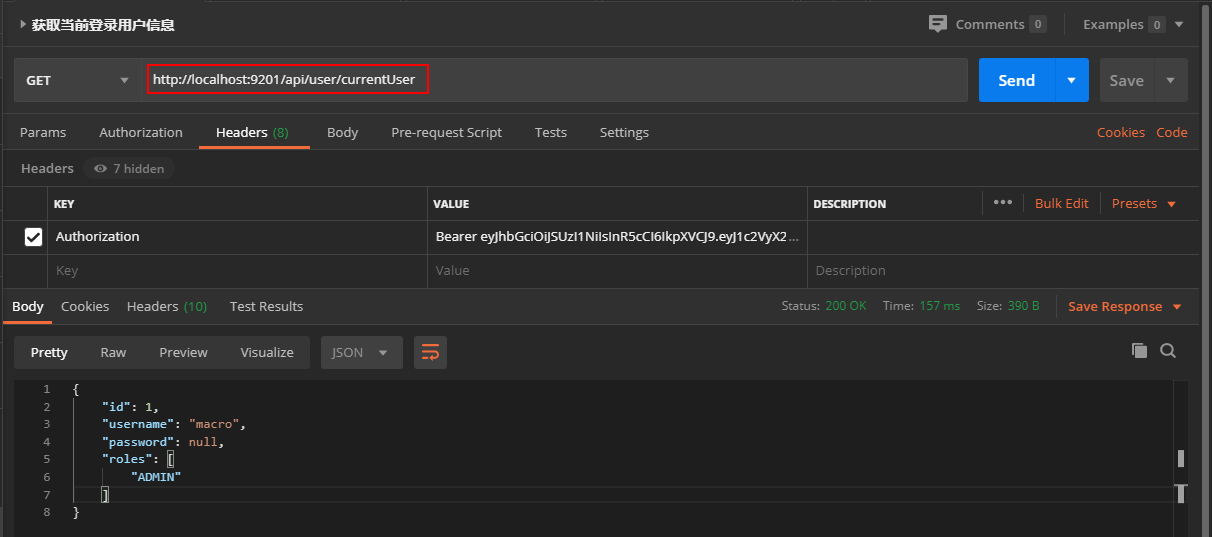 获取当前登录用户信息 Comments 0 Examples 0
GET http://localhost:9201/api/user/currentUser Send Save
Params Authorization Headers (8) Body Pre-request Script Tests Settings Cookies Code
Headers 7 hidden
KEY VALUE DESCRIPTION ••• Bulk Edit Presets
Authorization Bearer eyJhbGciOiJSUzI1NiIsInR5cCI6IkpXVCJ9.eyJ1c2VyX2...
Key Value Description
Body Cookies Headers (10) Test Results Status: 200 OK Time: 157 ms Size: 390 B Save Response
Pretty Raw Preview Visualize JSON
1 {
2 "id": 1,
3 "username": "macro",
4 "password": null,
5 "roles": [
6 "ADMIN"
7 ]
8 }